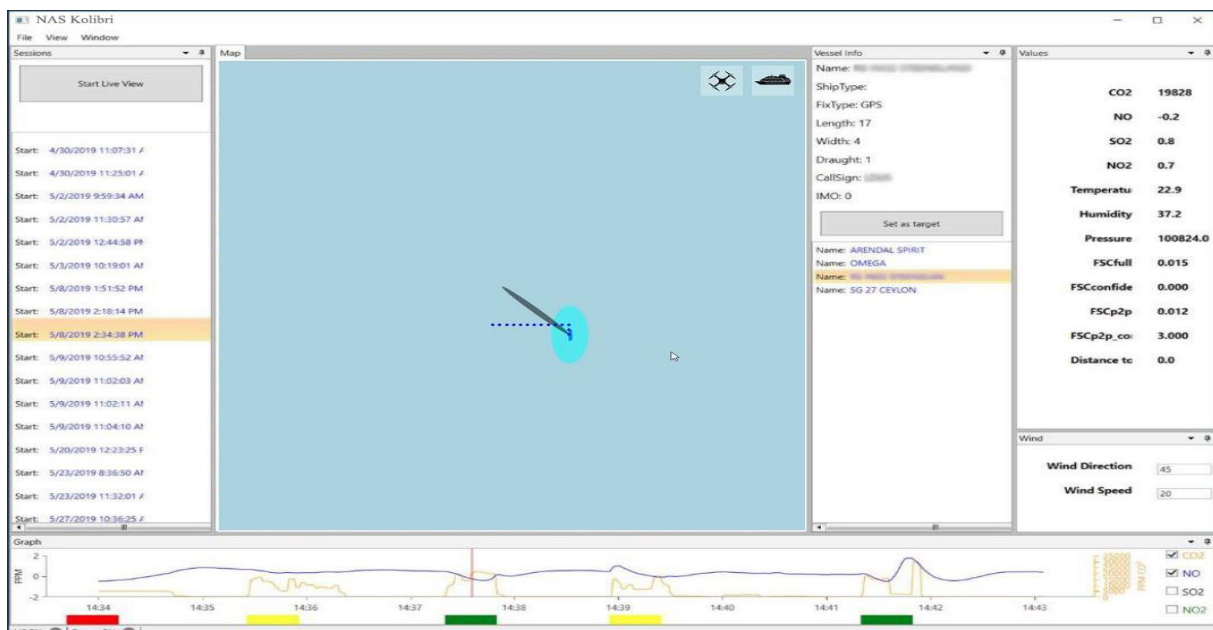 NAS Kolibri
File View Window
Sessions
Start Live View
Start: 4/30/2019 11:07:31 A
Start: 4/30/2019 11:25:01 A
Start: 5/2/2019 9:59:34 AM
Start: 5/2/2019 11:30:57 AM
Start: 5/2/2019 12:44:58 PM
Start: 5/3/2019 10:19:01 AM
Start: 5/8/2019 1:51:52 PM
Start: 5/8/2019 2:18:14 PM
Start: 5/8/2019 2:34:38 PM
Start: 5/9/2019 10:55:52 AM
Start: 5/9/2019 11:02:03 AM
Start: 5/9/2019 11:02:11 AM
Start: 5/9/2019 11:04:10 AM
Start: 5/20/2019 12:23:25 P
Start: 5/23/2019 8:36:50 AM
Start: 5/23/2019 11:32:01 A
Start: 5/27/2019 10:36:25 A
Map
Vessel Info
Name:
ShipType:
FixType: GPS
Length: 17
Width: 4
Draught: 1
CallSign:
IMO: 0
Set as target
Name: ARENDAL SPIRIT
Name: OMEGA
Name:
Name: SG 27 CEYLON
Values
CO2 19828
NO -0.2
SO2 0.8
NO2 0.7
Temperatu 22.9
Humidity 37.2
Pressure 100824.0
FSCfull 0.015
FSCconfide 0.000
FSCp2p 0.012
FSCp2p_co 3.000
Distance tc 0.0
Wind
Wind Direction 45
Wind Speed 20
Graph
PPM
2
0
-2
14:34 14:35 14:36 14:37 14:38 14:39 14:40 14:41 14:42 14:43
PPM CO2
CO2
NO
SO2
NO2